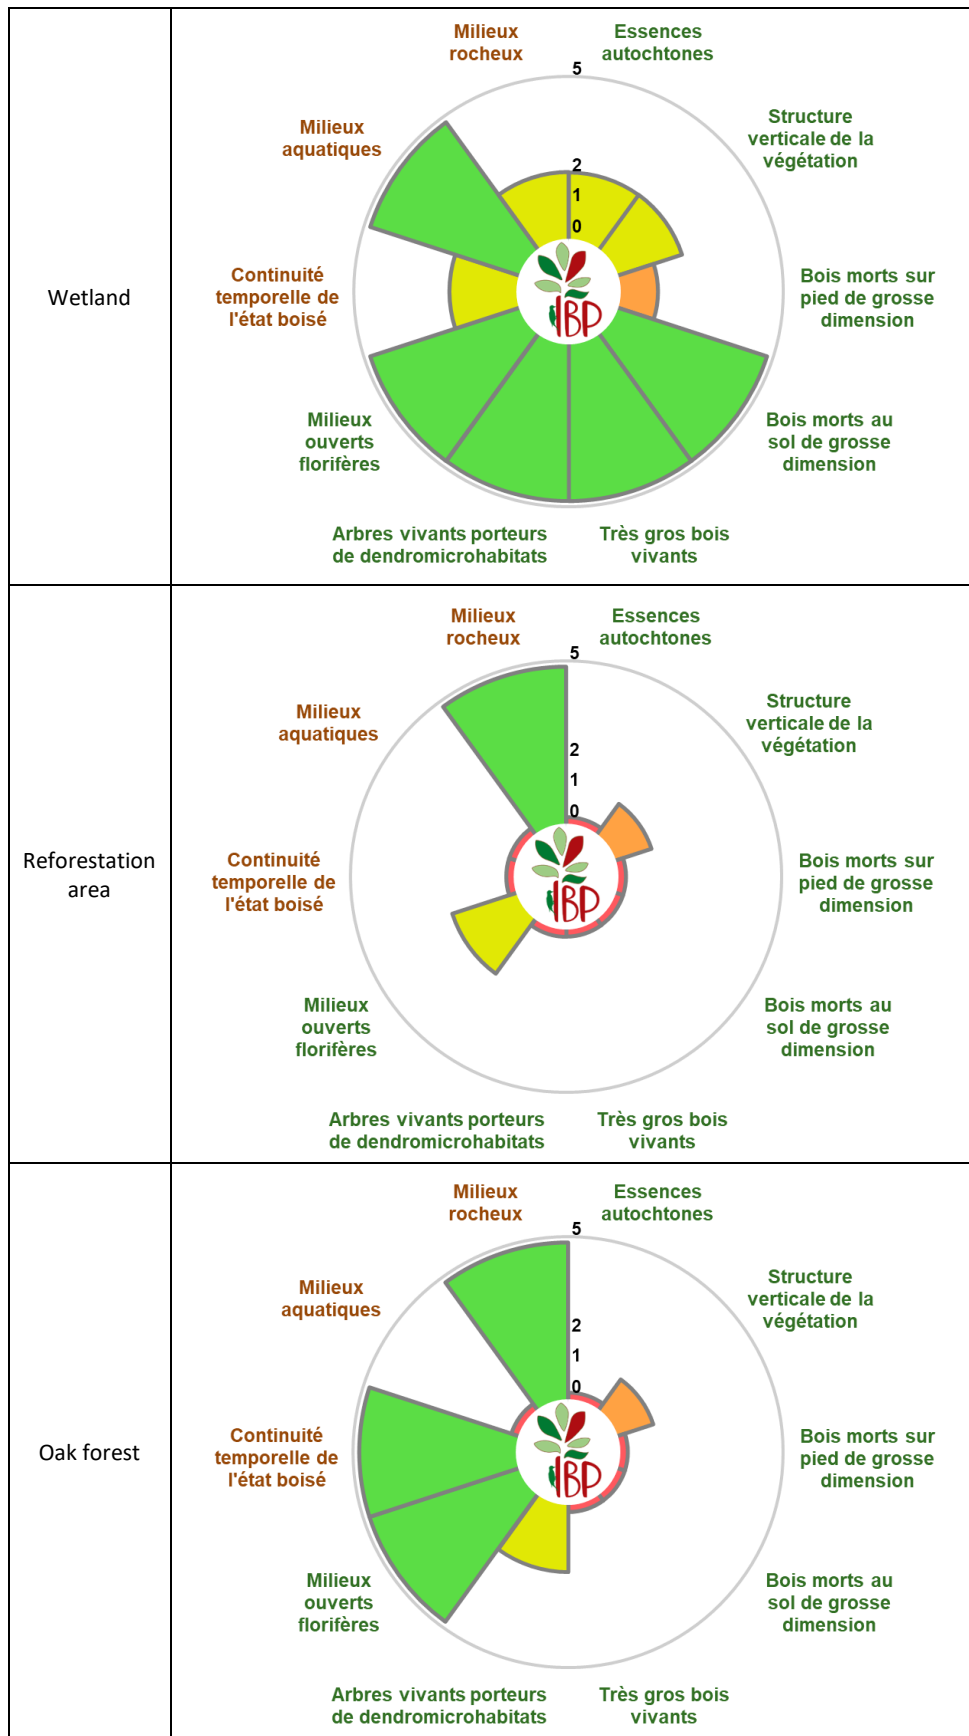 Wetland
Milieux
rocheux
Essences
autochtones
5
Structure
verticale de la
végétation
Milieux
aquatiques
2
1
0
IBP
Continuité
temporelle de
l'état boisé
Bois morts sur
pied de grosse
dimension
Milieux
ouverts
florifères
Bois morts au
sol de grosse
dimension
Arbres vivants porteurs
de dendromicrohabitats
Très gros bois
vivants
Reforestation
area
Milieux
rocheux
Essences
autochtones
5
Structure
verticale de la
végétation
Milieux
aquatiques
2
1
0
IBP
Continuité
temporelle de
l'état boisé
Bois morts sur
pied de grosse
dimension
Milieux
ouverts
florifères
Bois morts au
sol de grosse
dimension
Arbres vivants porteurs
de dendromicrohabitats
Très gros bois
vivants
Oak forest
Milieux
rocheux
Essences
autochtones
5
Structure
verticale de la
végétation
Milieux
aquatiques
2
1
0
IBP
Continuité
temporelle de
l'état boisé
Bois morts sur
pied de grosse
dimension
Milieux
ouverts
florifères
Bois morts au
sol de grosse
dimension
Arbres vivants porteurs
de dendromicrohabitats
Très gros bois
vivants